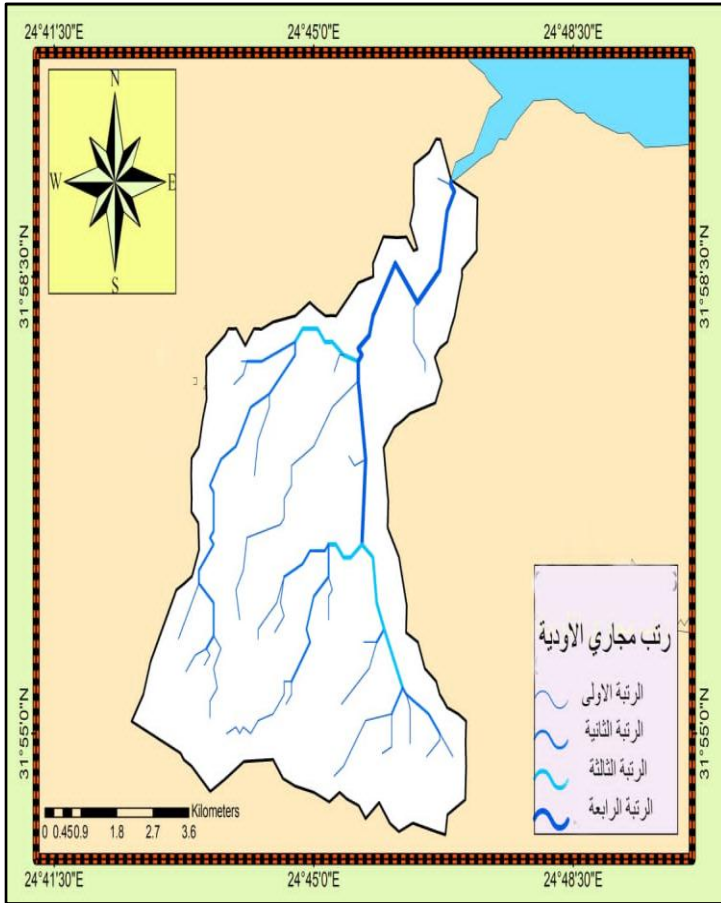 24°41'30"E 24°45'0"E 24°48'30"E
N
W E
S
31°58'30"N 31°58'30"N
رتب مجاري الاودية
الرتبة الاولى
الرتبة الثانية
الرتبة الثالثة
الرتبة الرابعة
31°55'0"N 31°55'0"N
Kilometers
0 0.45 0.9 1.8 2.7 3.6
24°41'30"E 24°45'0"E 24°48'30"E